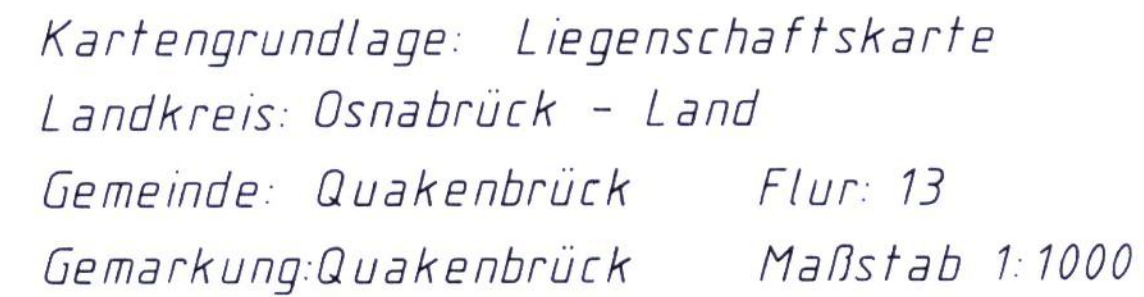 Kartengrundlage: Liegenschaftskarte
Landkreis: Osnabrück - Land
Gemeinde: Quakenbrück Flur: 13
Gemarkung:Quakenbrück Maßstab 1:1000